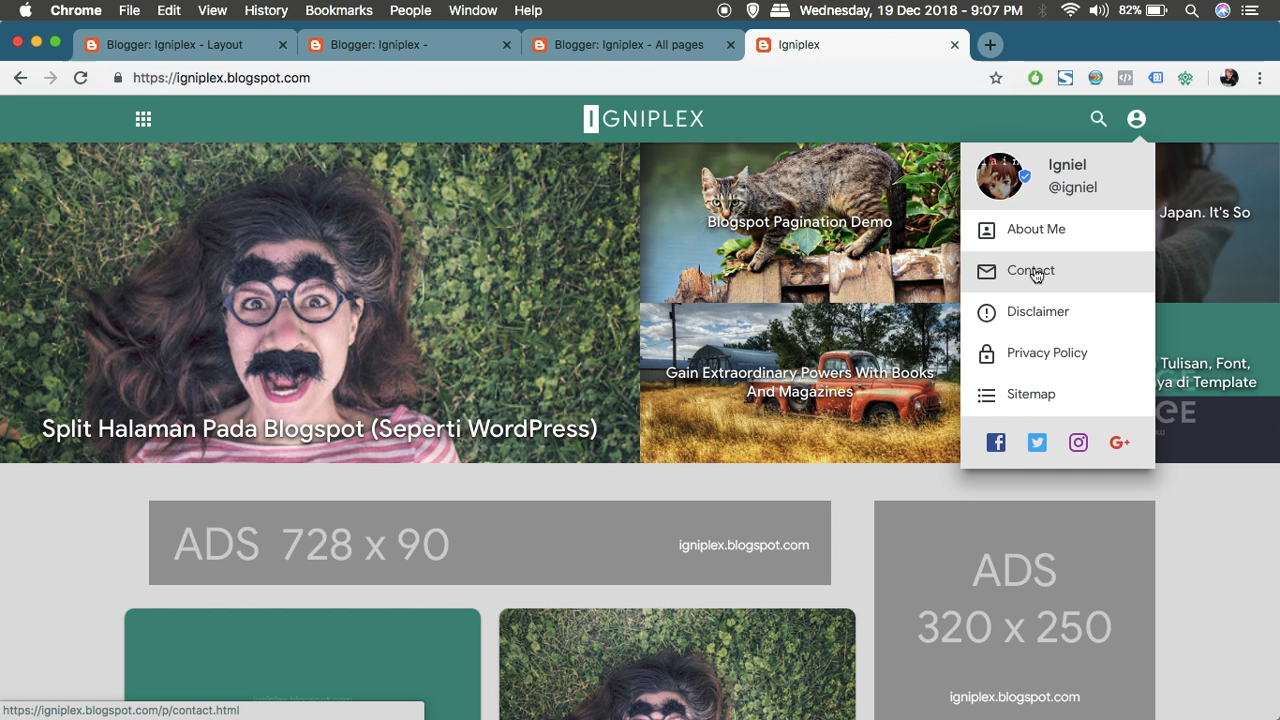 Chrome File Edit View History Bookmarks People Window Help Wednesday, 19 Dec 2018 - 9:07 PM 82%
Blogger: Igniplex - Layout
Blogger: Igniplex -
Blogger: Igniplex - All pages
Igniplex
https://igniplex.blogspot.com
IGNIPLEX
Igniel
@igniel
About Me
Contact
Disclaimer
Privacy Policy
Sitemap
G+
Blogspot Pagination Demo
Japan. It's So
Gain Extraordinary Powers With Books
And Magazines
Tulisan, Font,
ya di Template
Split Halaman Pada Blogspot (Seperti WordPress)
ADS 728 x 90
igniplex.blogspot.com
ADS
320 x 250
igniplex.blogspot.com
igniplex.blogspot.com
https://igniplex.blogspot.com/p/contact.html